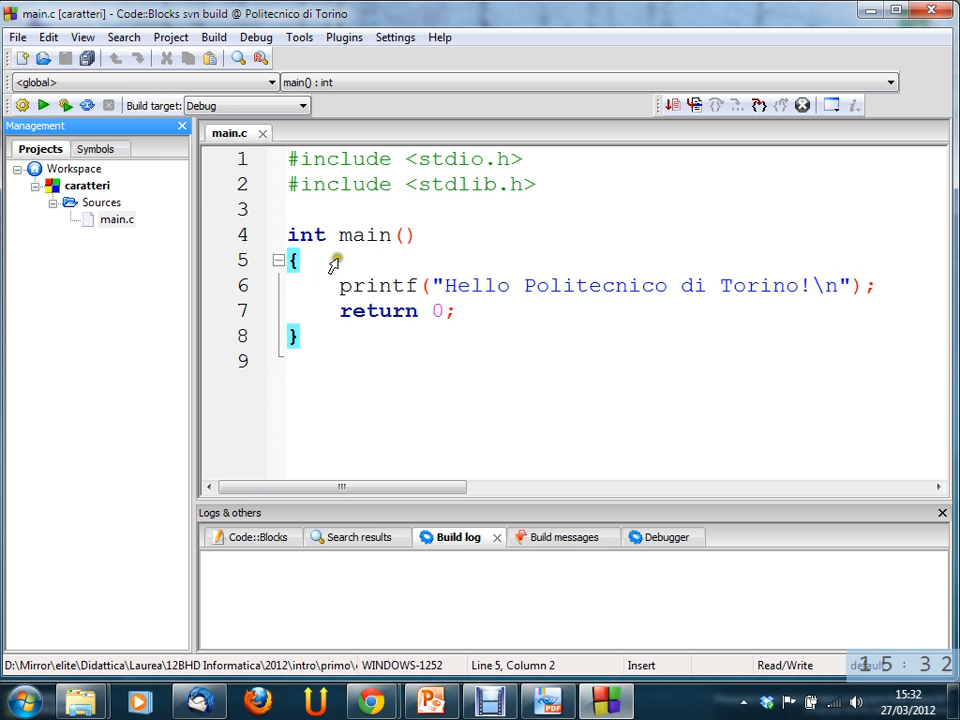 main.c [caratteri] - Code::Blocks svn build @ Politecnico di Torino
File Edit View Search Project Build Debug Tools Plugins Settings Help
<global> main() : int
Build target: Debug
Management
main.c
Projects Symbols
Workspace
caratteri
Sources
main.c
1 #include <stdio.h>
2 #include <stdlib.h>
3
4 int main()
5 {
6 printf("Hello Politecnico di Torino!\n");
7 return 0;
8 }
9
Logs & others
Code::Blocks Search results Build log Build messages Debugger
D:\Mirror\elite\Didattica\Laurea\12BHD Informatica\2012\intro\primo\ WINDOWS-1252 Line 5, Column 2 Insert Read/Write default
15:32
PDF
15:32
27/03/2012